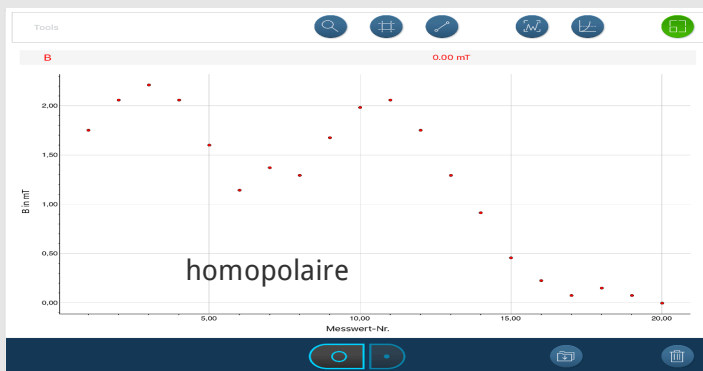 Tools
B 0.00 mT
B in mT
2,00
1,50
1,00
0,50
0,00
homopolaire
5,00 10,00 15,00 20,00
Messwert-Nr.